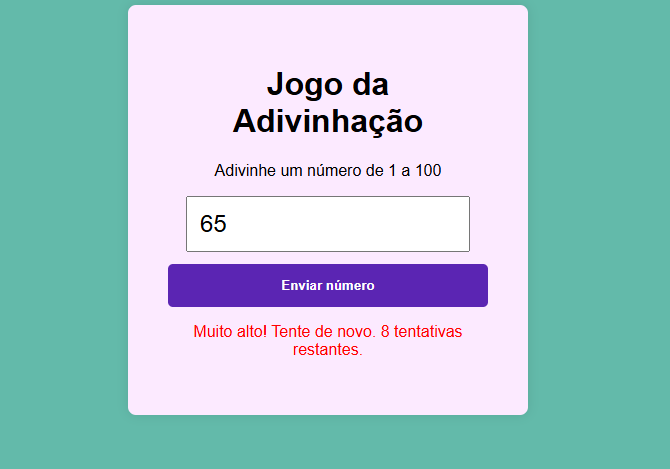 Jogo da
Adivinhação
Adivinhe um número de 1 a 100
65
Enviar número
Muito alto! Tente de novo. 8 tentativas
restantes.